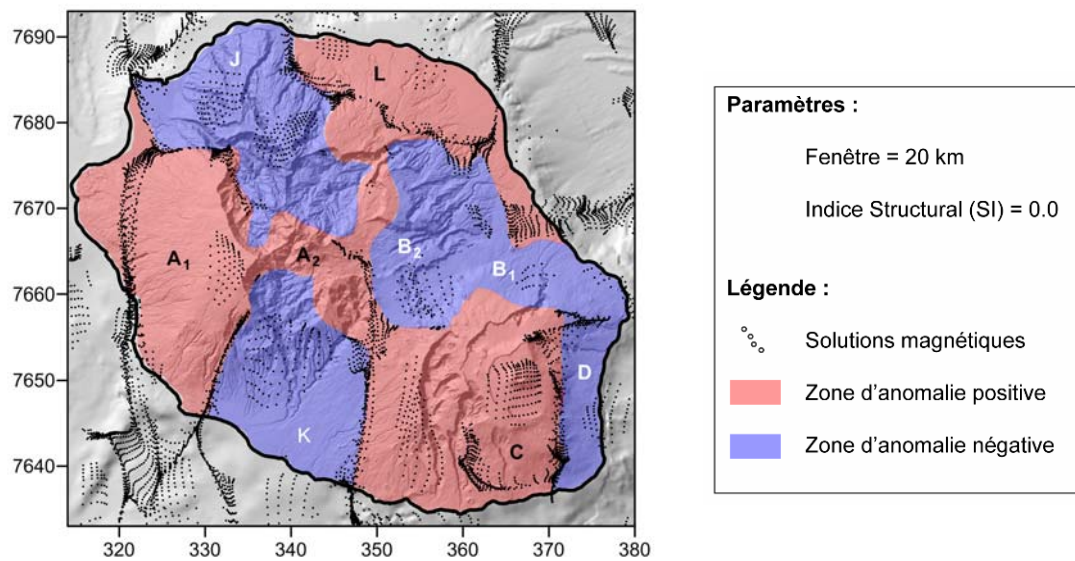 7690
7680
7670
7660
7650
7640
320 330 340 350 360 370 380
J
L
A1
A2
B2
B1
D
K
C
Paramètres :
Fenêtre = 20 km
Indice Structural (SI) = 0.0
Légende :
Solutions magnétiques
Zone d'anomalie positive
Zone d'anomalie négative